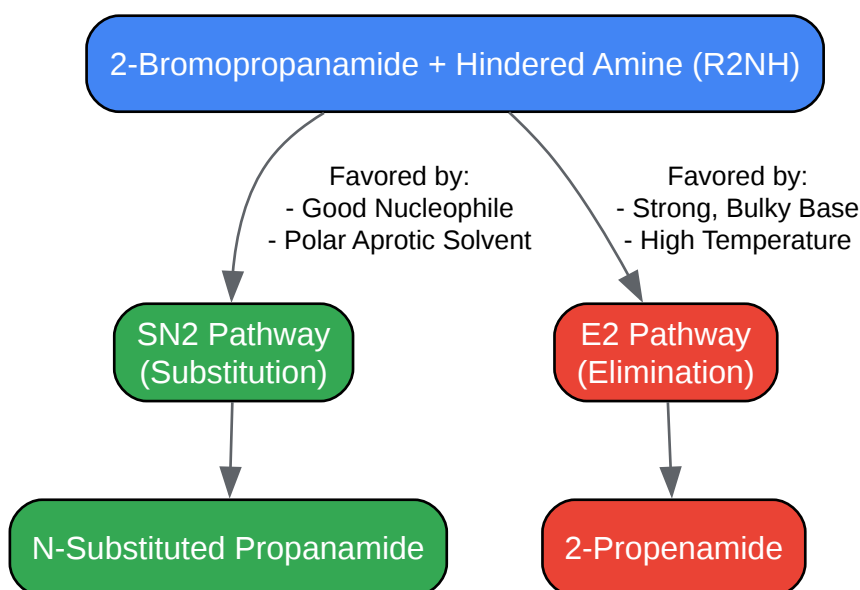 2-Bromopropanamide + Hindered Amine (R2NH)
Favored by:
- Good Nucleophile
- Polar Aprotic Solvent
Favored by:
- Strong, Bulky Base
- High Temperature
SN2 Pathway
(Substitution)
E2 Pathway
(Elimination)
N-Substituted Propanamide
2-Propenamide